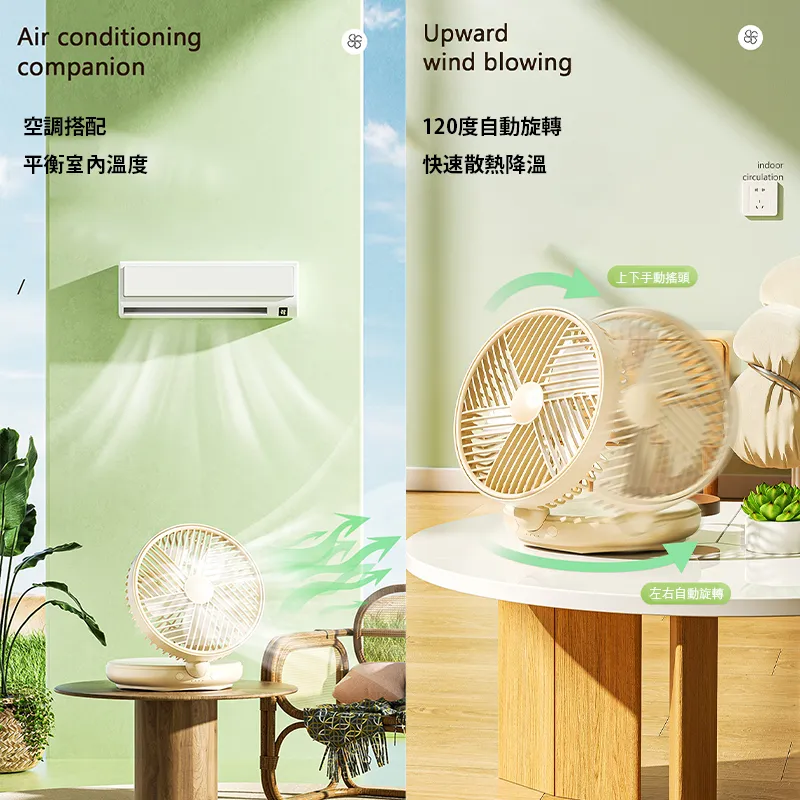 Air conditioning
companion
空調搭配
平衡室內溫度
/
Upward
wind blowing
120度自動旋轉
快速散熱降溫
indoor
circulation
上下手動搖頭
左右自動旋轉